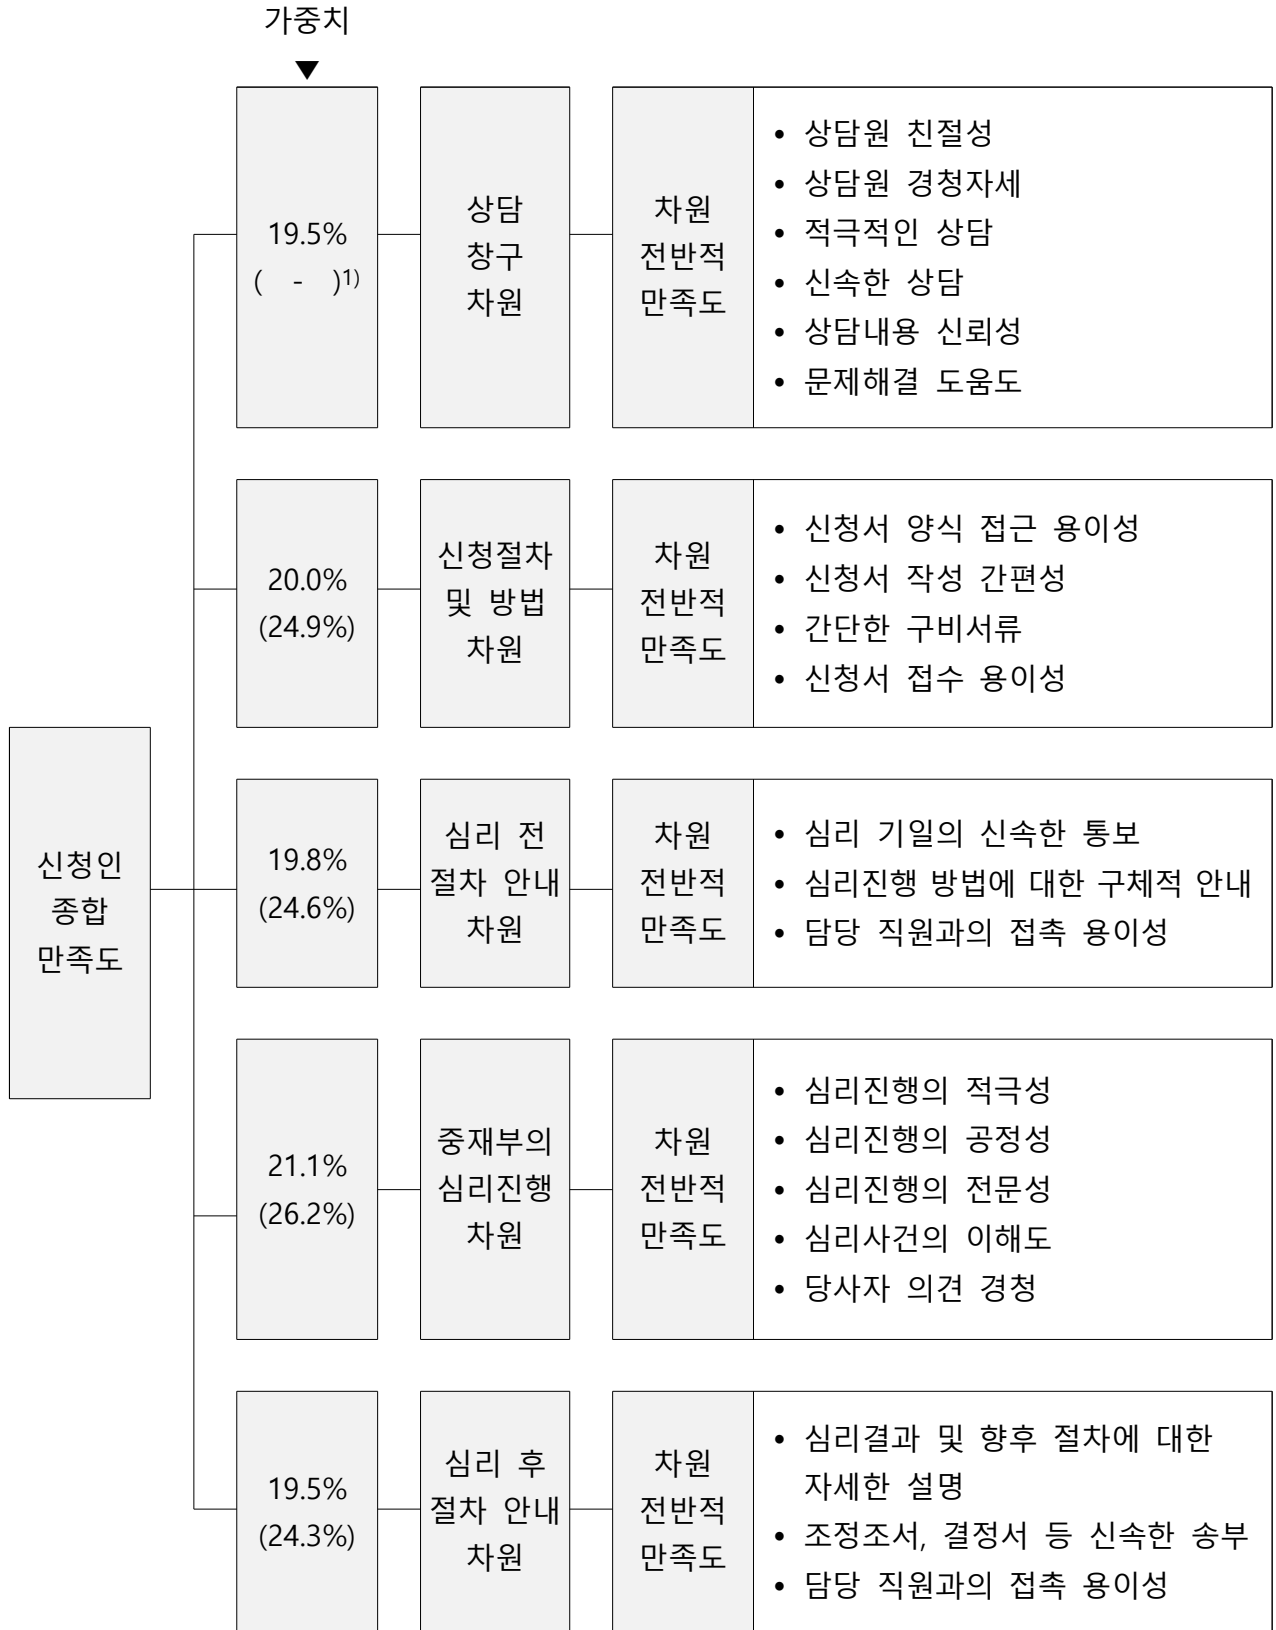 가중치
▼
19.5%
( - )1)
상담
창구
차원
차원
전반적
만족도
• 상담원 친절성
• 상담원 경청자세
• 적극적인 상담
• 신속한 상담
• 상담내용 신뢰성
• 문제해결 도움도
20.0%
(24.9%)
신청절차
및 방법
차원
차원
전반적
만족도
• 신청서 양식 접근 용이성
• 신청서 작성 간편성
• 간단한 구비서류
• 신청서 접수 용이성
신청인
종합
만족도
19.8%
(24.6%)
심리 전
절차 안내
차원
차원
전반적
만족도
• 심리 기일의 신속한 통보
• 심리진행 방법에 대한 구체적 안내
• 담당 직원과의 접촉 용이성
21.1%
(26.2%)
중재부의
심리진행
차원
차원
전반적
만족도
• 심리진행의 적극성
• 심리진행의 공정성
• 심리진행의 전문성
• 심리사건의 이해도
• 당사자 의견 경청
19.5%
(24.3%)
심리 후
절차 안내
차원
차원
전반적
만족도
• 심리결과 및 향후 절차에 대한
자세한 설명
• 조정조서, 결정서 등 신속한 송부
• 담당 직원과의 접촉 용이성